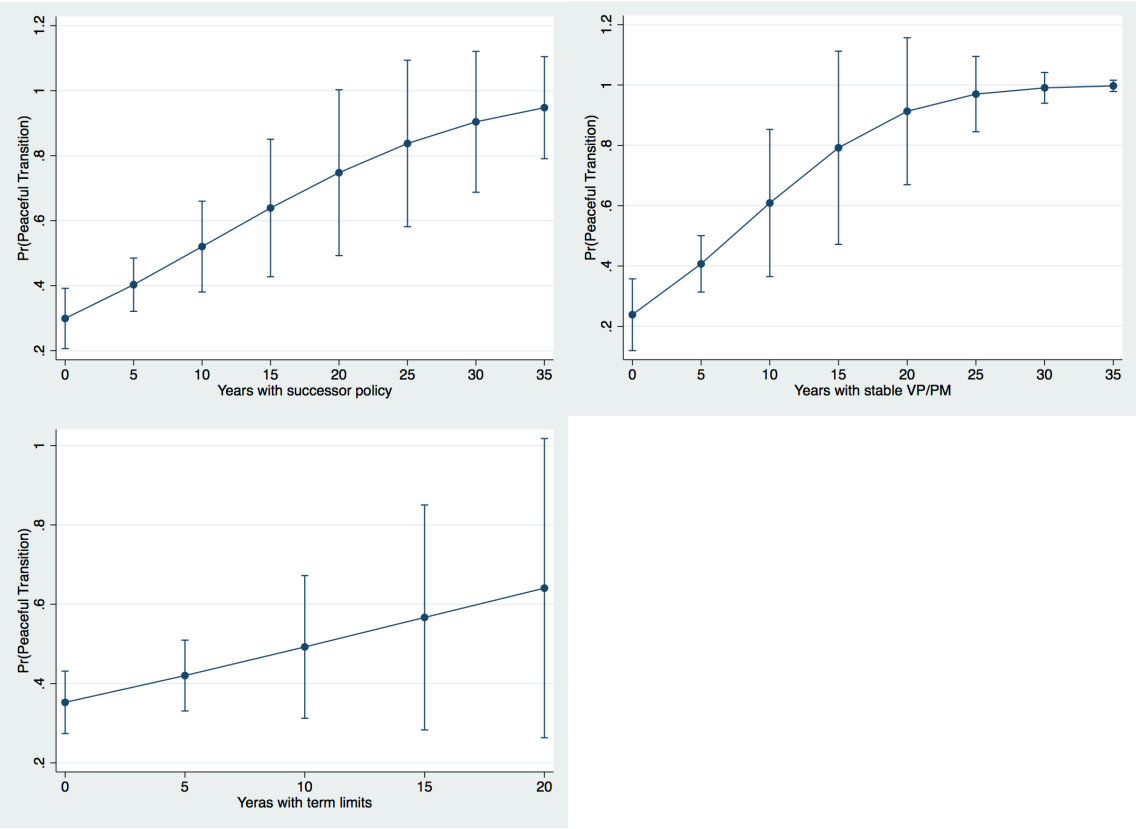 Pr(Peaceful Transition)
1.2
1
.8
.6
.4
.2
0 5 10 15 20 25 30 35
Years with successor policy
Pr(Peaceful Transition)
1.2
1
.8
.6
.4
.2
0 5 10 15 20 25 30 35
Years with stable VP/PM
Pr(Peaceful Transition)
1
.8
.6
.4
.2
0 5 10 15 20
Yeras with term limits